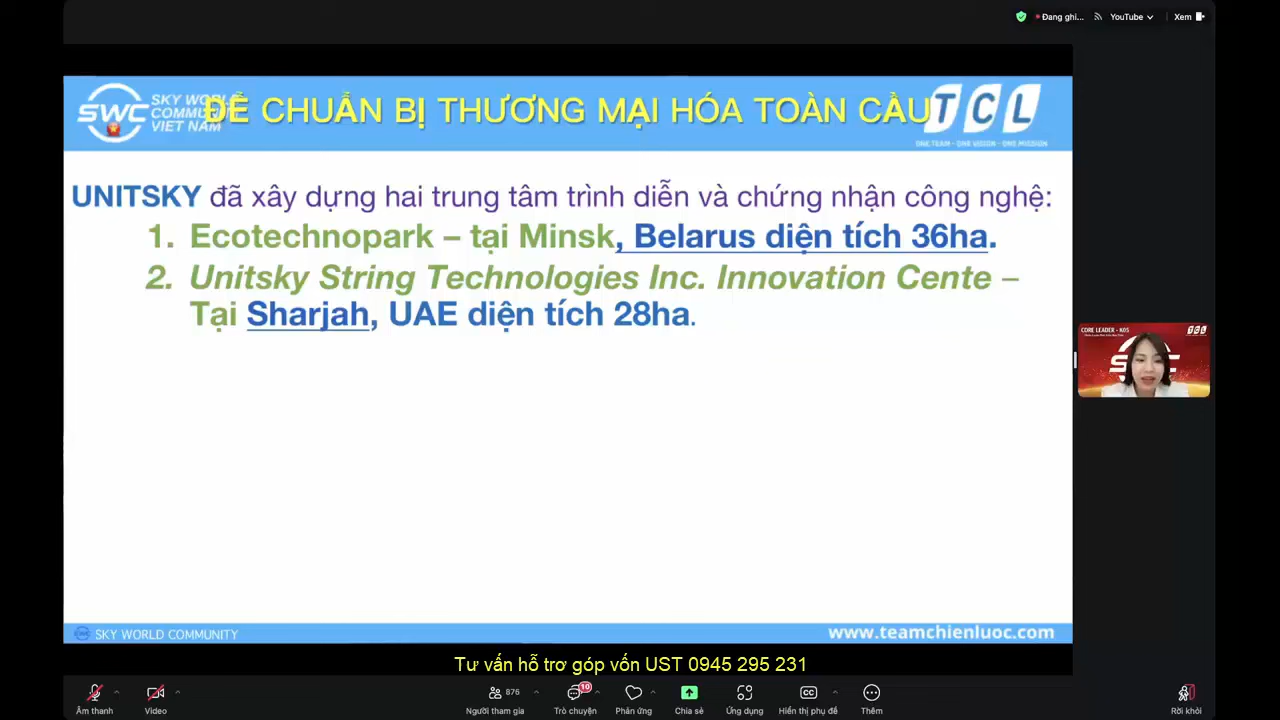 Đang ghi... YouTube Xem
SWC SKY WORLD COMMUNITY VIỆT NAM
ĐỂ CHUẨN BỊ THƯƠNG MẠI HÓA TOÀN CẦU
TCL
ONE TEAM - ONE VISION - ONE MISSION
UNITSKY đã xây dựng hai trung tâm trình diễn và chứng nhận công nghệ:
1. Ecotechnopark – tại Minsk, Belarus diện tích 36ha.
2. Unitsky String Technologies Inc. Innovation Cente –
Tại Sharjah, UAE diện tích 28ha.
CORE LEADER - K05
TCL
SKY WORLD COMMUNITY
www.teamchienluoc.com
Tư vấn hỗ trơ góp vốn UST 0945 295 231
10
876
Âm thanh Video Người tham gia Trò chuyện Phản ứng Chia sẻ Ứng dụng Hiển thị phụ đề Thêm Rời khỏi